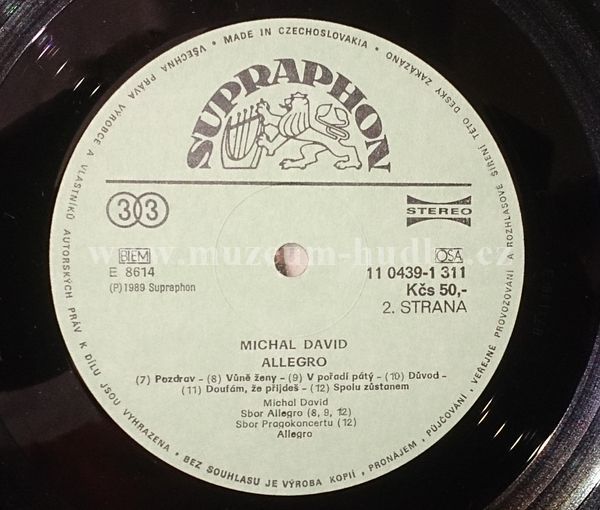 VŠECHNA PRÁVA VÝROBCE A VLASTNÍKŮ AUTORSKÝCH PRÁV K DÍLU JSOU VYHRAZENA • BEZ SOUHLASU JE VÝROBA KOPIÍ, PRONÁJEM, PŮJČOVÁNÍ, VEŘEJNÉ PROVOZOVÁNÍ A ROZHLASOVÉ ŠÍŘENÍ TÉTO DESKY ZAKÁZÁNO • MADE IN CZECHOSLOVAKIA •
SUPRAPHON
33
STEREO
www.muzeum-hudby.cz
BIEM
OSA
E 8614
11 0439-1 311
(P)1989 Supraphon
Kčs 50,-
2. STRANA
MICHAL DAVID
ALLEGRO
(7) Pozdrav - (8) Vůně ženy - (9) V pořadí pátý - (10) Důvod -
(11) Doufám, že přijdeš - (12) Spolu zůstanem
Michal David
Sbor Allegro (8, 9, 12)
Sbor Pragokoncertu (12)
Allegro